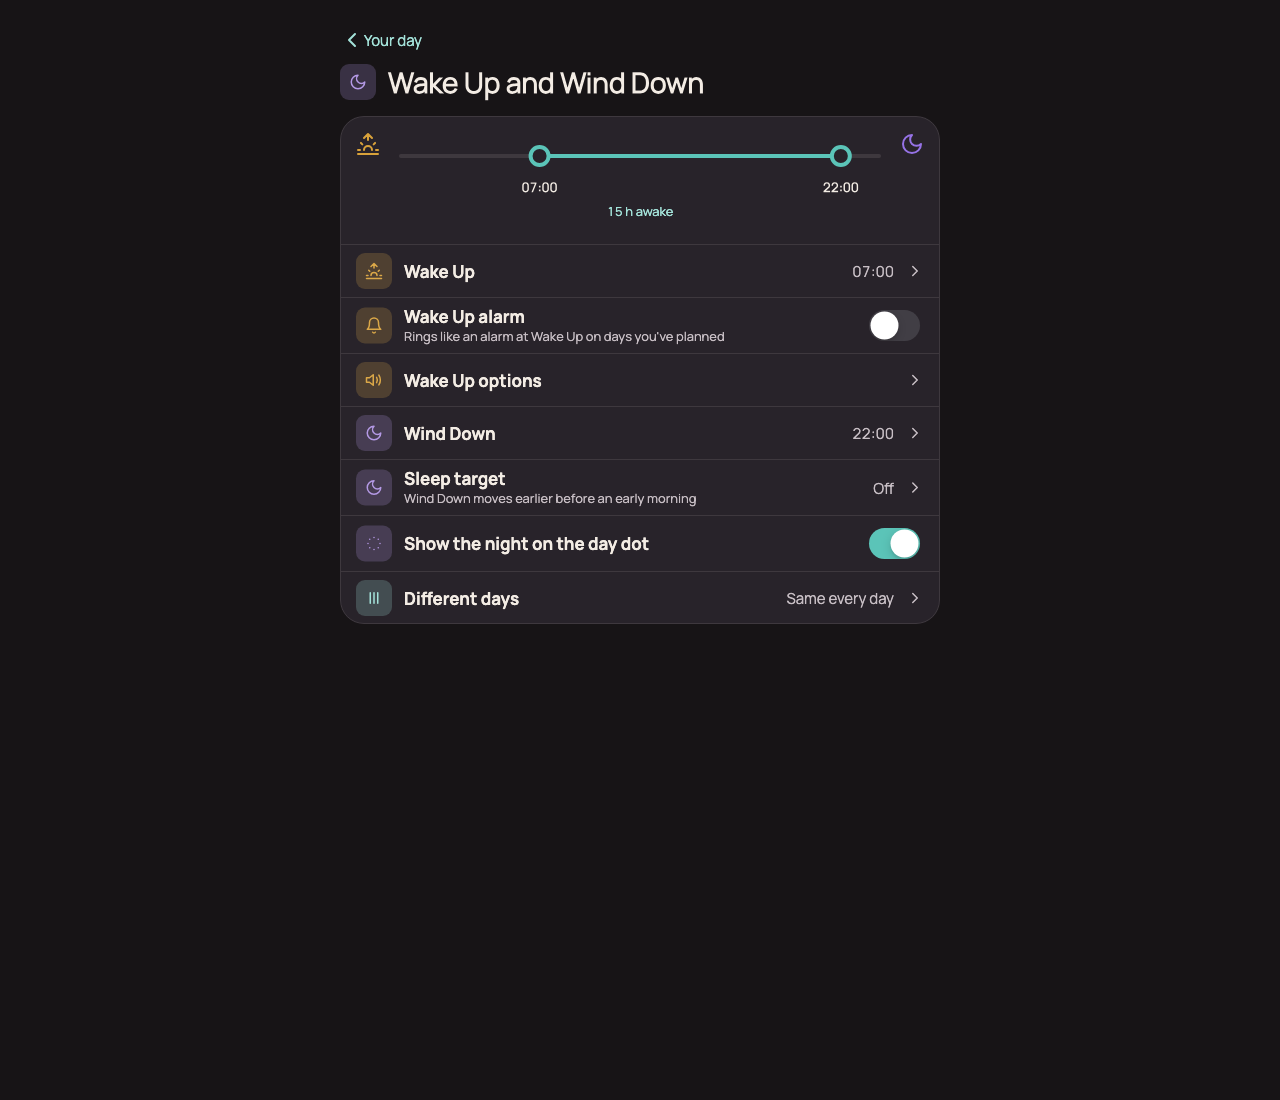 Your day
Wake Up and Wind Down
07:00 22:00
15 h awake
Wake Up 07:00
Wake Up alarm
Rings like an alarm at Wake Up on days you've planned
Wake Up options
Wind Down 22:00
Sleep target
Wind Down moves earlier before an early morning
Off
Show the night on the day dot
Different days Same every day